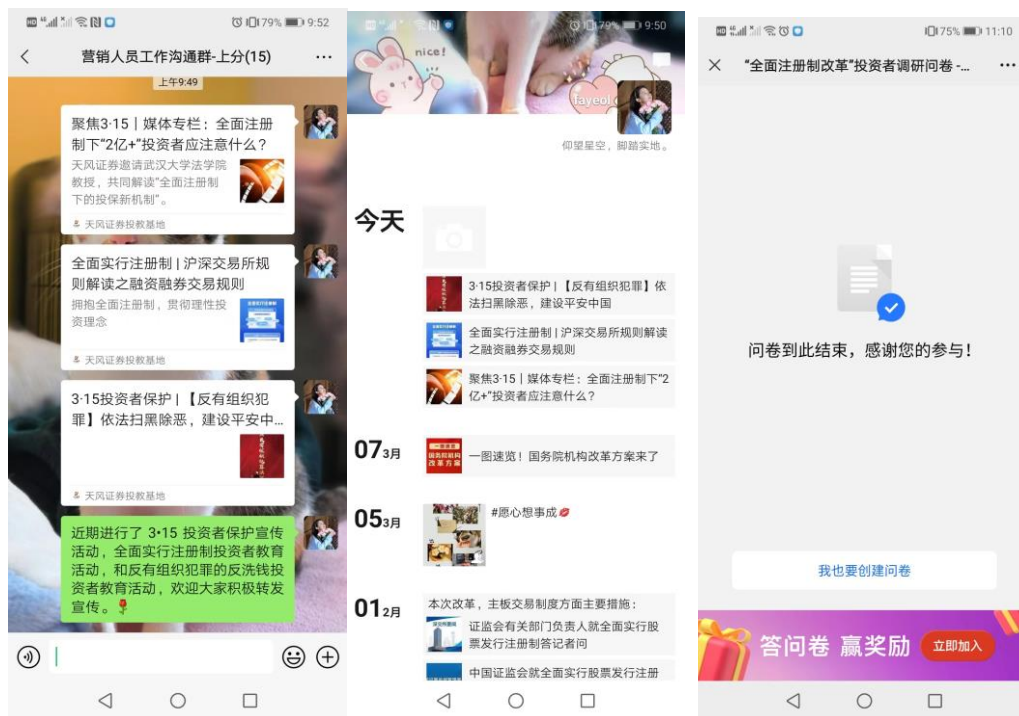 79% 9:52
营销人员工作沟通群-上分(15)
上午9:49
聚焦3·15｜媒体专栏：全面注册
制下“2亿+”投资者应注意什么？
天风证券邀请武汉大学法学院
教授，共同解读“全面注册制
下的投保新机制”。
天风证券投教基地
全面实行注册制 | 沪深交易所规
则解读之融资融券交易规则
拥抱全面注册制，贯彻理性投
资理念
天风证券投教基地
3·15投资者保护 | 【反有组织犯
罪】依法扫黑除恶，建设平安中...
天风证券投教基地
近期进行了 3•15 投资者保护宣传
活动，全面实行注册制投资者教育
活动，和反有组织犯罪的反洗钱投
资者教育活动，欢迎大家积极转发
宣传。
79% 9:50
nice!
Tayeol
仰望星空，脚踏实地。
今天
3·15投资者保护 | 【反有组织犯罪】依
法扫黑除恶，建设平安中国
全面实行注册制 | 沪深交易所规则解读
之融资融券交易规则
聚焦3·15｜媒体专栏：全面注册制下“2
亿+”投资者应注意什么？
07 3月
一图速览
国务院机构
改革方案
一图速览！国务院机构改革方案来了
05 3月
#愿心想事成
01 2月
本次改革，主板交易制度方面主要措施：
证监会有关部门负责人就全面实行股
票发行注册制答记者问
中国证监会就全面实行股票发行注册
75% 11:10
“全面注册制改革”投资者调研问卷 -...
问卷到此结束，感谢您的参与！
我也要创建问卷
答问卷 赢奖励
立即加入